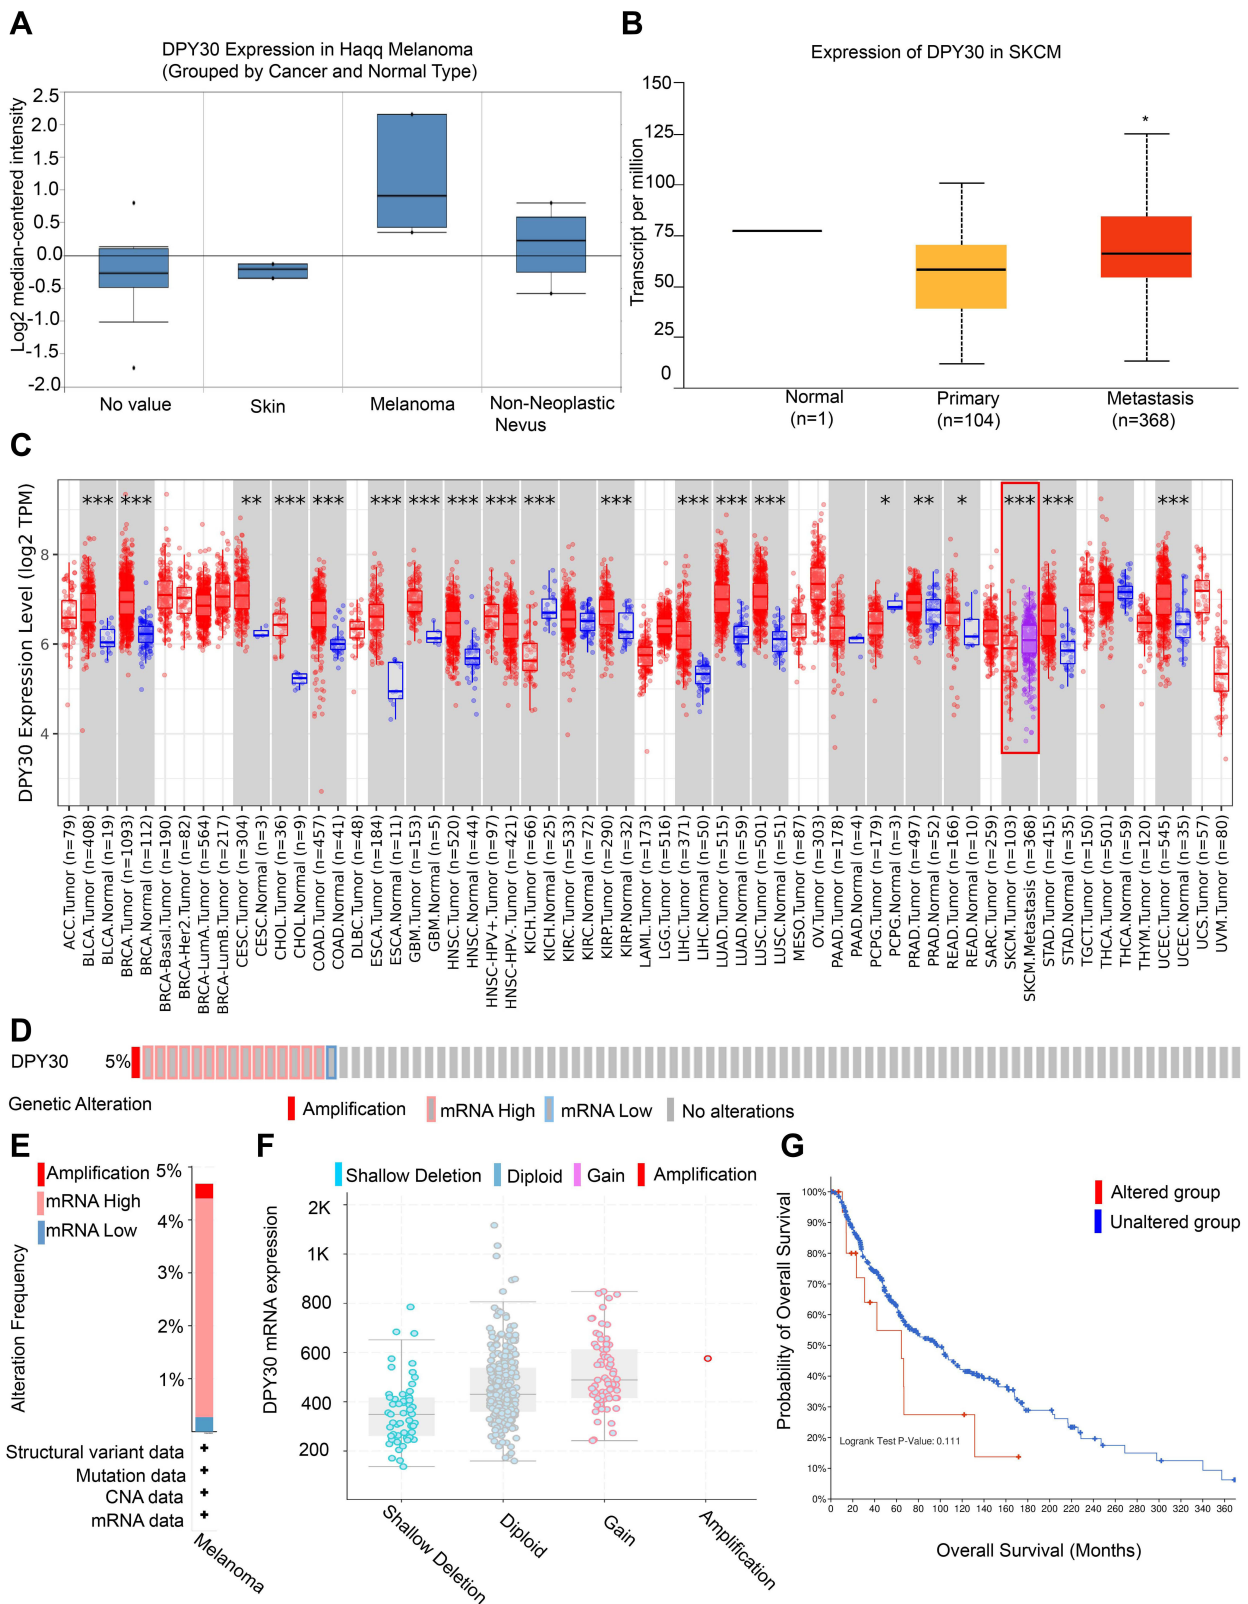 A
DPY30 Expression in Haqq Melanoma
(Grouped by Cancer and Normal Type)
Log2 median-centered intensity
2.5
2.0
1.5
1.0
0.5
0.0
-0.5
-1.0
-1.5
-2.0
No value
Skin
Melanoma
Non-Neoplastic
Nevus
B
Expression of DPY30 in SKCM
Transcript per million
150
125
100
75
50
25
0
*
Normal
(n=1)
Primary
(n=104)
Metastasis
(n=368)
C
DPY30 Expression Level (log2 TPM)
8
6
4
*** *** ** *** *** *** *** *** *** *** *** *** *** *** * ** * *** *** ***
ACC.Tumor (n=79)
BLCA.Tumor (n=408)
BLCA.Normal (n=19)
BRCA.Tumor (n=1093)
BRCA.Normal (n=112)
BRCA-Basal.Tumor (n=190)
BRCA-Her2.Tumor (n=82)
BRCA-LumA.Tumor (n=564)
BRCA-LumB.Tumor (n=217)
CESC.Tumor (n=304)
CESC.Normal (n=3)
CHOL.Tumor (n=36)
CHOL.Normal (n=9)
COAD.Tumor (n=457)
COAD.Normal (n=41)
DLBC.Tumor (n=48)
ESCA.Tumor (n=184)
ESCA.Normal (n=11)
GBM.Tumor (n=153)
GBM.Normal (n=5)
HNSC.Tumor (n=520)
HNSC.Normal (n=44)
HNSC-HPV+.Tumor (n=97)
HNSC-HPV-.Tumor (n=421)
KICH.Tumor (n=66)
KICH.Normal (n=25)
KIRC.Tumor (n=533)
KIRC.Normal (n=72)
KIRP.Tumor (n=290)
KIRP.Normal (n=32)
LAML.Tumor (n=173)
LGG.Tumor (n=516)
LIHC.Tumor (n=371)
LIHC.Normal (n=50)
LUAD.Tumor (n=515)
LUAD.Normal (n=59)
LUSC.Tumor (n=501)
LUSC.Normal (n=51)
MESO.Tumor (n=87)
OV.Tumor (n=303)
PAAD.Tumor (n=178)
PAAD.Normal (n=4)
PCPG.Tumor (n=179)
PCPG.Normal (n=3)
PRAD.Tumor (n=497)
PRAD.Normal (n=52)
READ.Tumor (n=166)
READ.Normal (n=10)
SARC.Tumor (n=259)
SKCM.Tumor (n=103)
SKCM.Metastasis (n=368)
STAD.Tumor (n=415)
STAD.Normal (n=35)
TGCT.Tumor (n=150)
THCA.Tumor (n=501)
THCA.Normal (n=59)
THYM.Tumor (n=120)
UCEC.Tumor (n=545)
UCEC.Normal (n=35)
UCS.Tumor (n=57)
UVM.Tumor (n=80)
D
DPY30 5%
Genetic Alteration
Amplification mRNA High mRNA Low No alterations
E
Amplification
mRNA High
mRNA Low
Alteration Frequency
5%
4%
3%
2%
1%
Structural variant data +
Mutation data +
CNA data +
mRNA data +
Melanoma
F
Shallow Deletion Diploid Gain Amplification
DPY30 mRNA expression
2K
1K
800
600
400
200
Shallow Deletion
Diploid
Gain
Amplification
G
Altered group
Unaltered group
Probability of Overall Survival
100%
90%
80%
70%
60%
50%
40%
30%
20%
10%
0%
Logrank Test P-Value: 0.111
0 20 40 60 80 100 120 140 160 180 200 220 240 260 280 300 320 340 360
Overall Survival (Months)